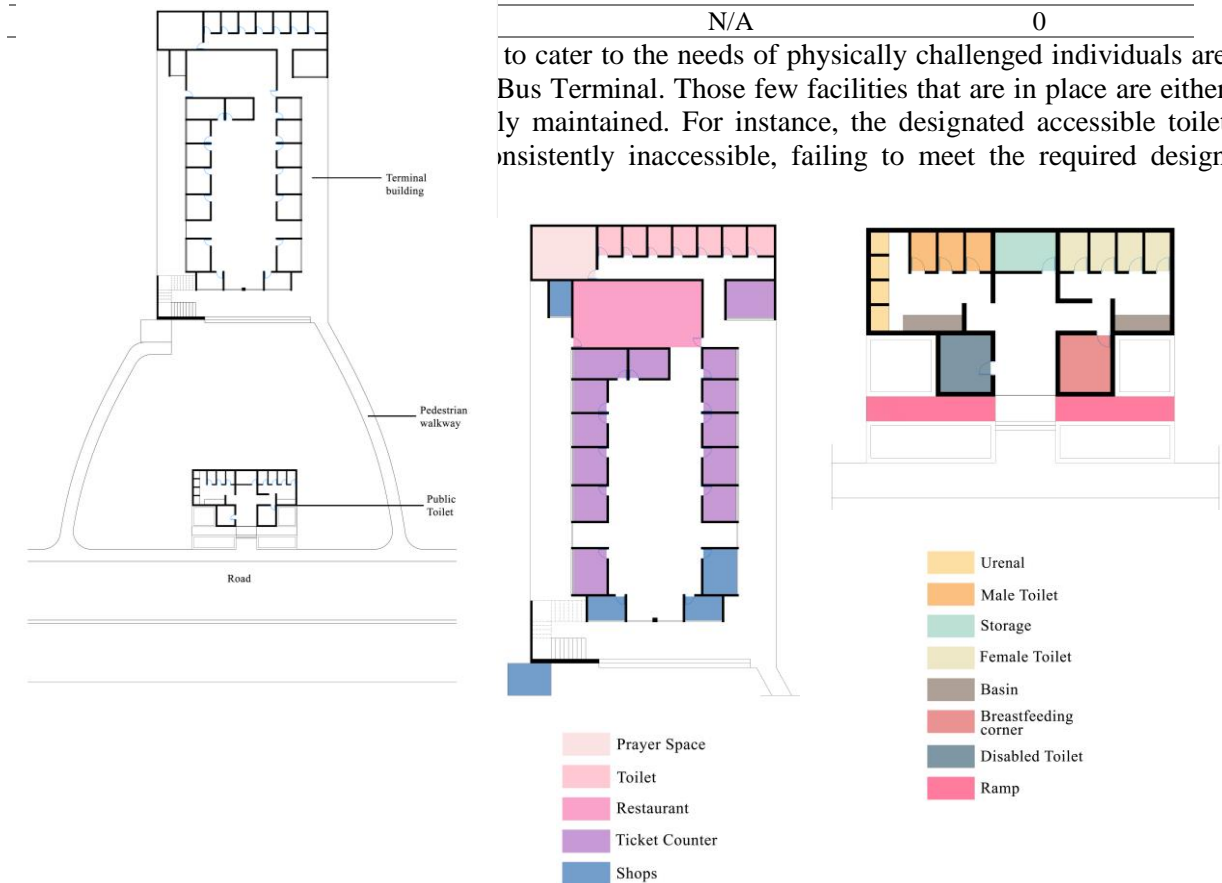 N/A 0
to cater to the needs of physically challenged individuals are
Bus Terminal. Those few facilities that are in place are either
ly maintained. For instance, the designated accessible toilet
onsistently inaccessible, failing to meet the required design
Terminal
building
Pedestrian
walkway
Public
Toilet
Road
Prayer Space
Toilet
Restaurant
Ticket Counter
Shops
Urenal
Male Toilet
Storage
Female Toilet
Basin
Breastfeeding
corner
Disabled Toilet
Ramp